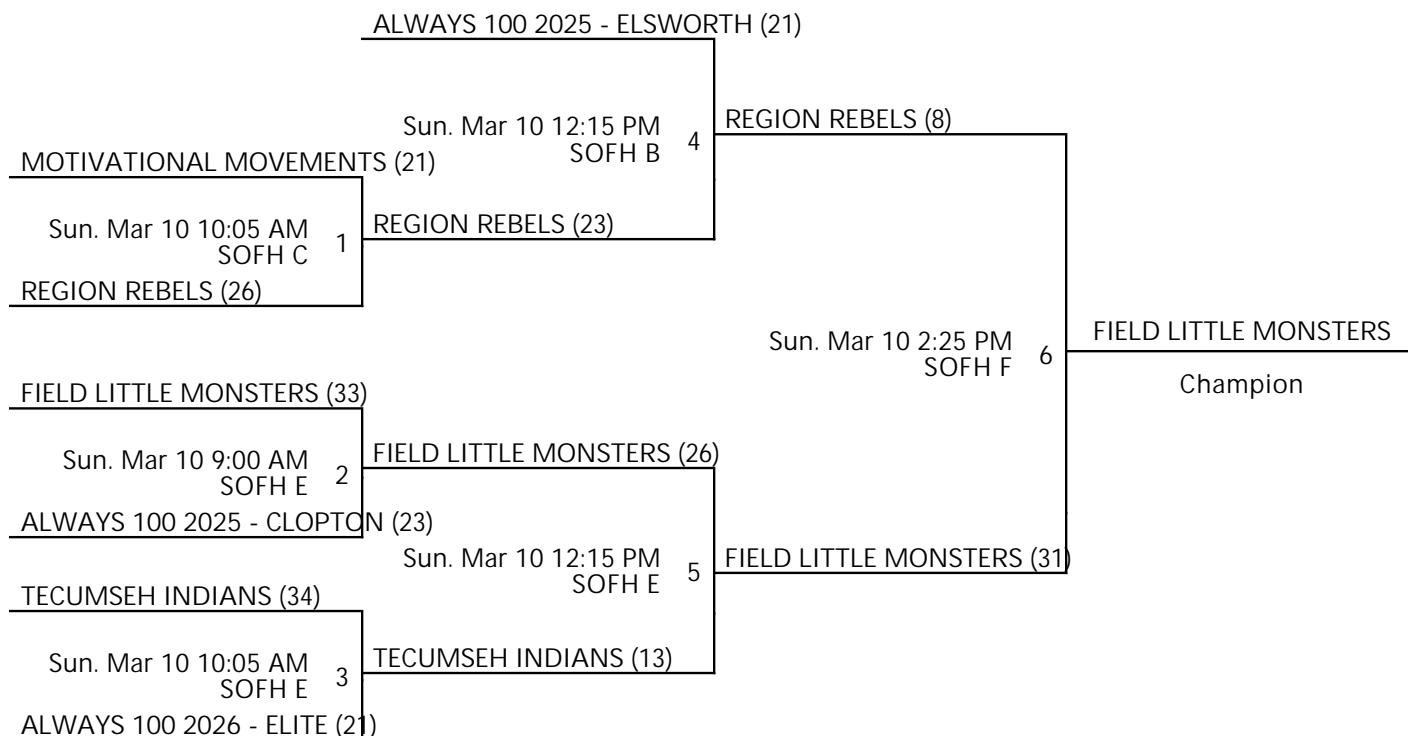 ALWAYS 100 2025 - ELSWORTH (21)
Sun. Mar 10 12:15 PM
SOFH B
4
REGION REBELS (8)
MOTIVATIONAL MOVEMENTS (21)
Sun. Mar 10 10:05 AM
SOFH C
1
REGION REBELS (23)
REGION REBELS (26)
Sun. Mar 10 2:25 PM
SOFH F
6
FIELD LITTLE MONSTERS
Champion
FIELD LITTLE MONSTERS (33)
Sun. Mar 10 9:00 AM
SOFH E
2
FIELD LITTLE MONSTERS (26)
ALWAYS 100 2025 - CLOPTON (23)
Sun. Mar 10 12:15 PM
SOFH E
5
FIELD LITTLE MONSTERS (31)
TECUMSEH INDIANS (34)
Sun. Mar 10 10:05 AM
SOFH E
3
TECUMSEH INDIANS (13)
ALWAYS 100 2026 - ELITE (21)